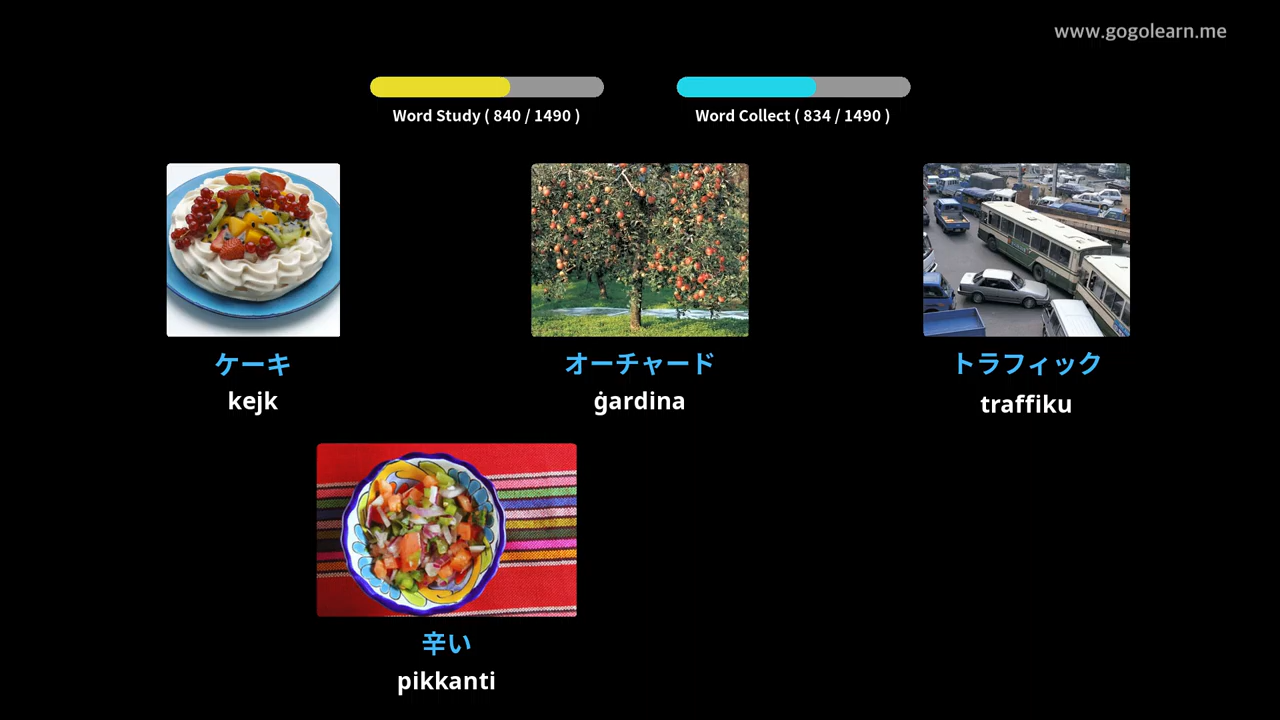 www.gogolearn.me
Word Study ( 840 / 1490 )
Word Collect ( 834 / 1490 )
ケーキ
kejk
オーチャード
ġardina
トラフィック
traffiku
辛い
pikkanti